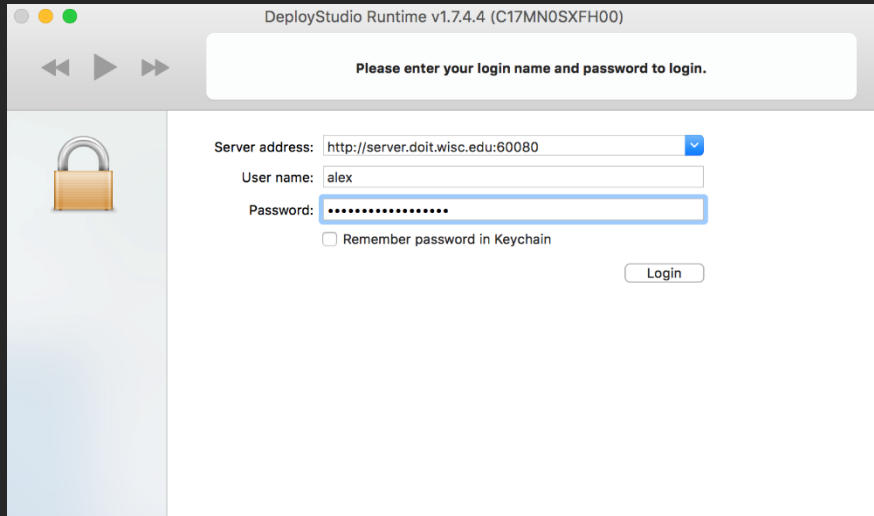 DeployStudio Runtime v1.7.4.4 (C17MN0SXFH00)
Please enter your login name and password to login.
Server address: http://server.doit.wisc.edu:60080
User name: alex
Password: ••••••••••••••••••
Remember password in Keychain
Login